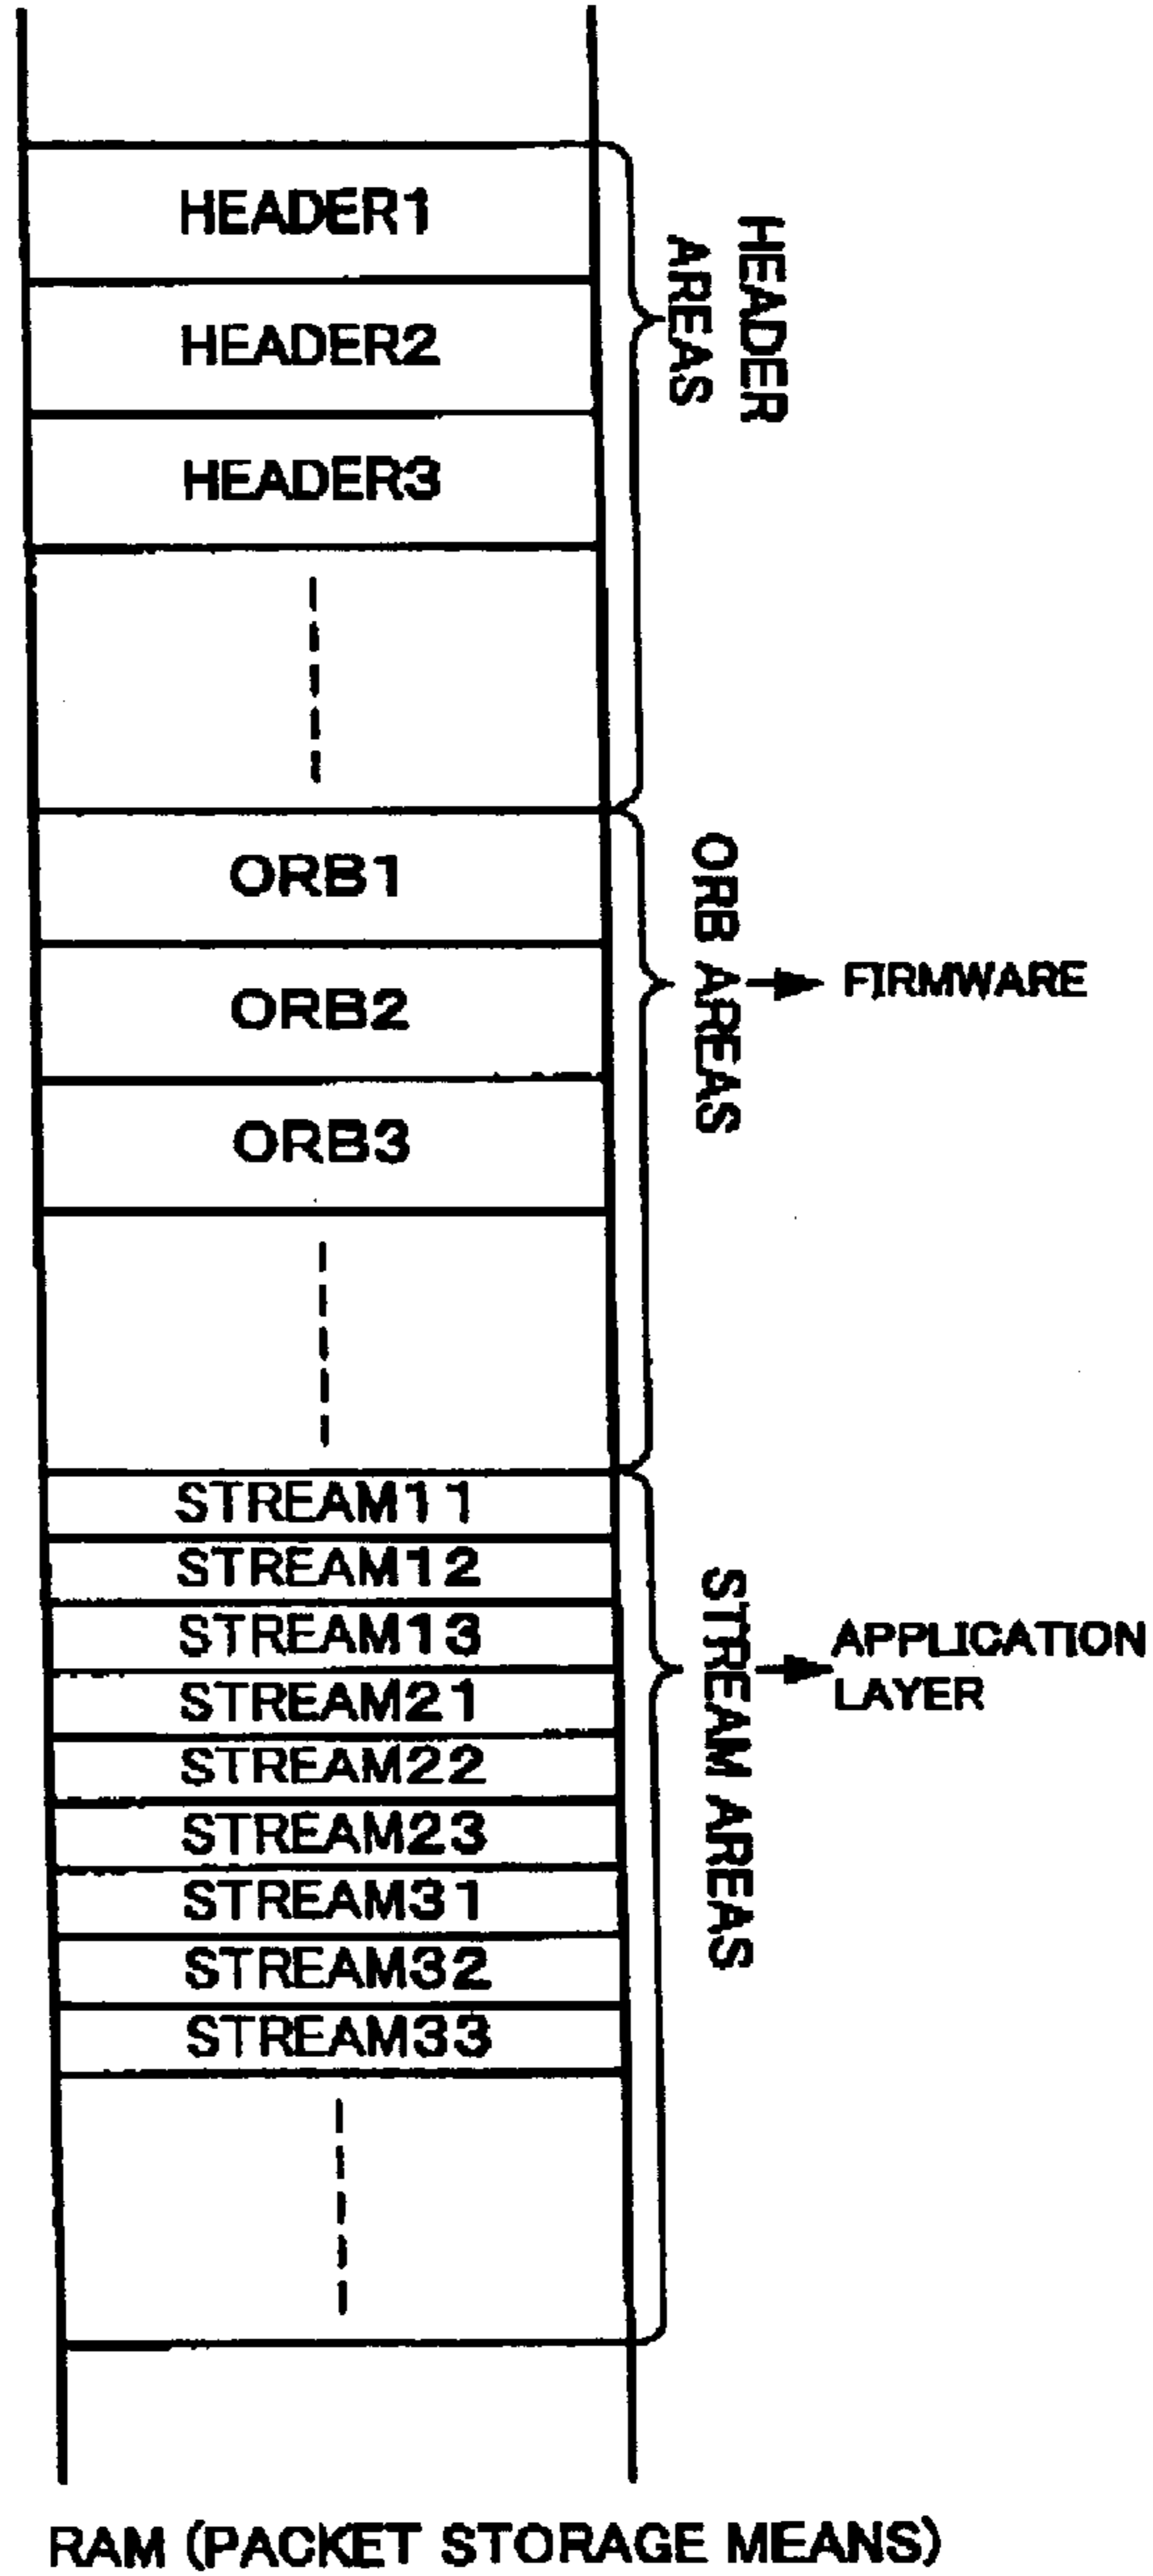 HEADER1
HEADER2
HEADER3
HEADER
AREAS
ORB1
ORB2
ORB3
ORB AREAS
FIRMWARE
STREAM11
STREAM12
STREAM13
STREAM21
STREAM22
STREAM23
STREAM31
STREAM32
STREAM33
STREAM AREAS
APPLICATION
LAYER
RAM (PACKET STORAGE MEANS)